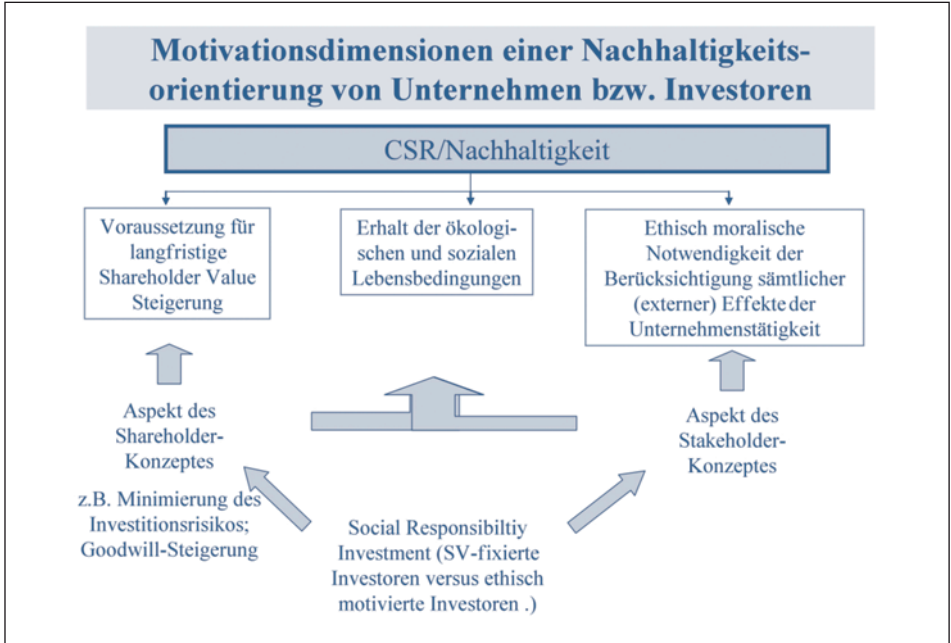 Motivationsdimensionen einer Nachhaltigkeits-
orientierung von Unternehmen bzw. Investoren
CSR/Nachhaltigkeit
Voraussetzung für
langfristige
Shareholder Value
Steigerung
Erhalt der ökologi-
schen und sozialen
Lebensbedingungen
Ethisch moralische
Notwendigkeit der
Berücksichtigung sämtlicher
(externer) Effekte der
Unternehmenstätigkeit
Aspekt des
Shareholder-
Konzeptes
z.B. Minimierung des
Investitionsrisikos;
Goodwill-Steigerung
Aspekt des
Stakeholder-
Konzeptes
Social Responsibiltiy
Investment (SV-fixierte
Investoren versus ethisch
motivierte Investoren .)